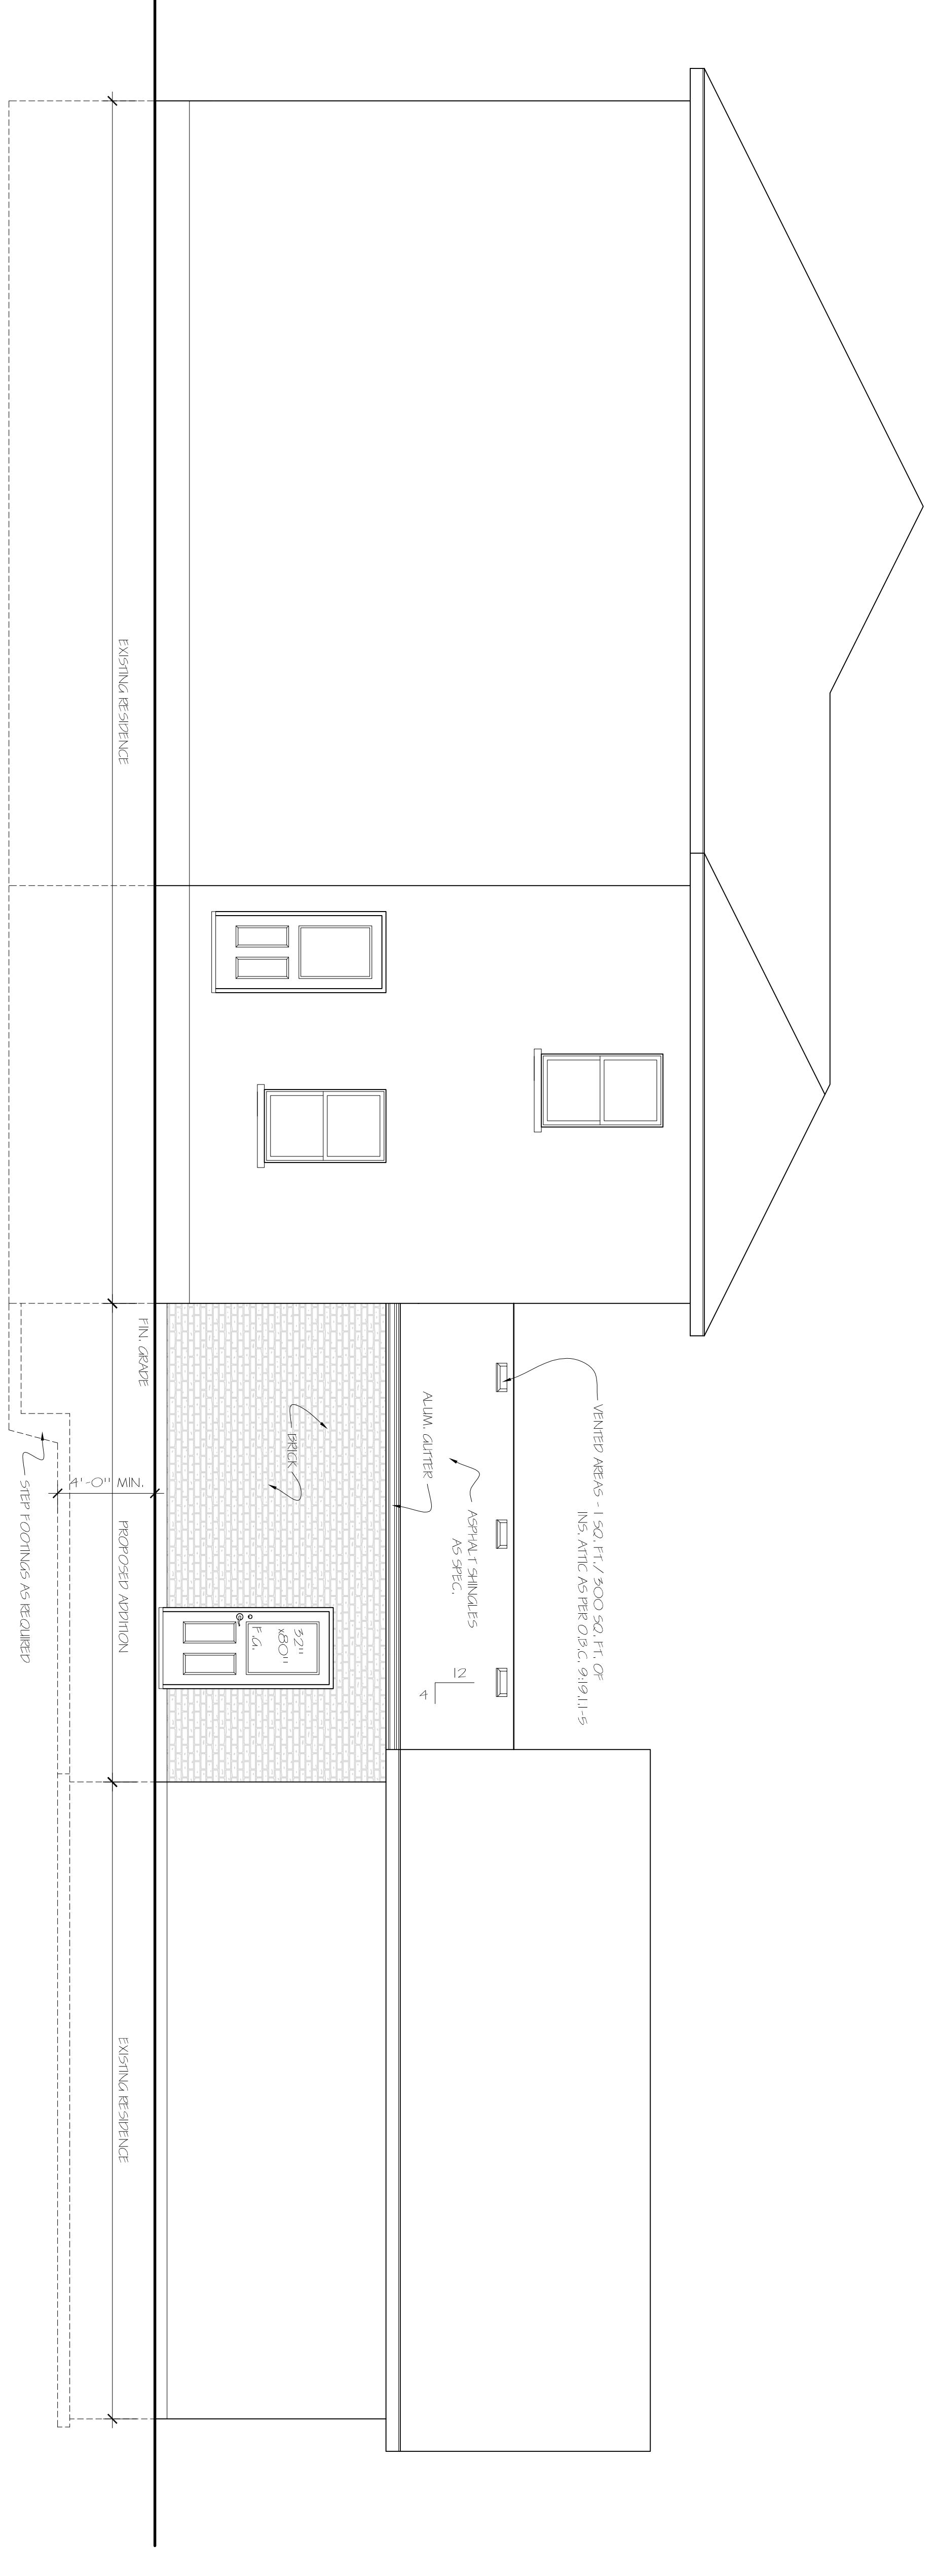 VENTED AREAS - 1 SQ. FT. / 300 SQ. FT. OF
INS. ATTIC AS PER O.B.C. 9.19.1.1-5
ASPHALT SHINGLES
AS SPEC.
12
4
ALUM. GUTTER
BRICK
32"
x80"
F.G.
FIN. GRADE
EXISTING RESIDENCE
PROPOSED ADDITION
EXISTING RESIDENCE
4'-0" MIN.
STEP FOOTINGS AS REQUIRED